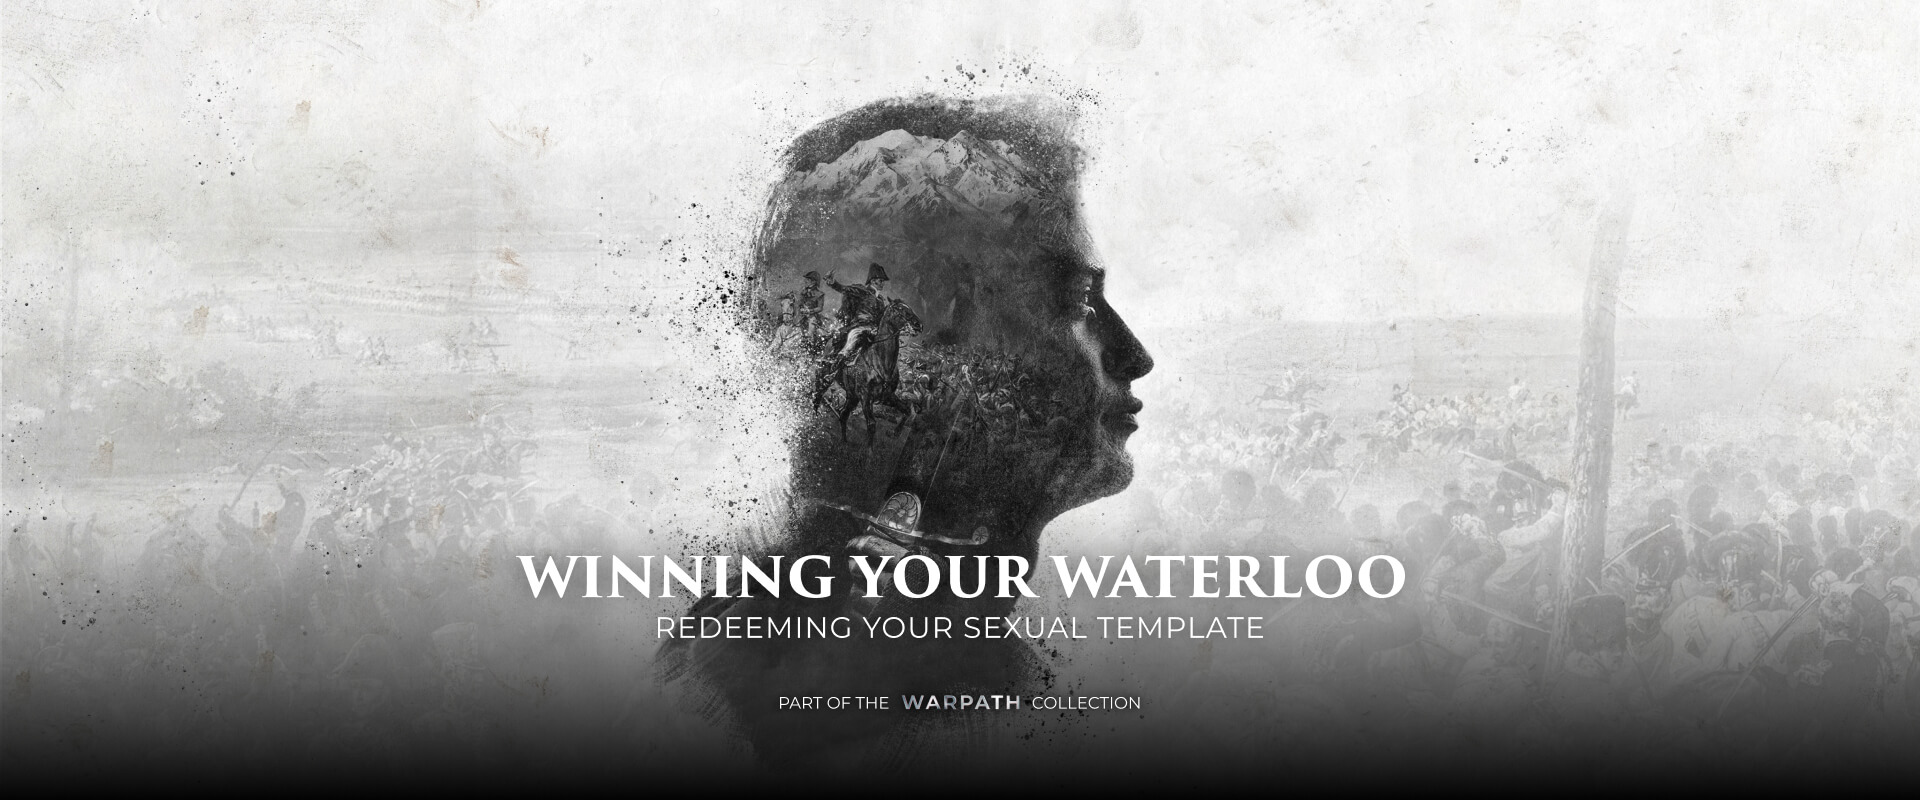 WINNING YOUR WATERLOO
REDEEMING YOUR SEXUAL TEMPLATE
PART OF THE WARPATH COLLECTION